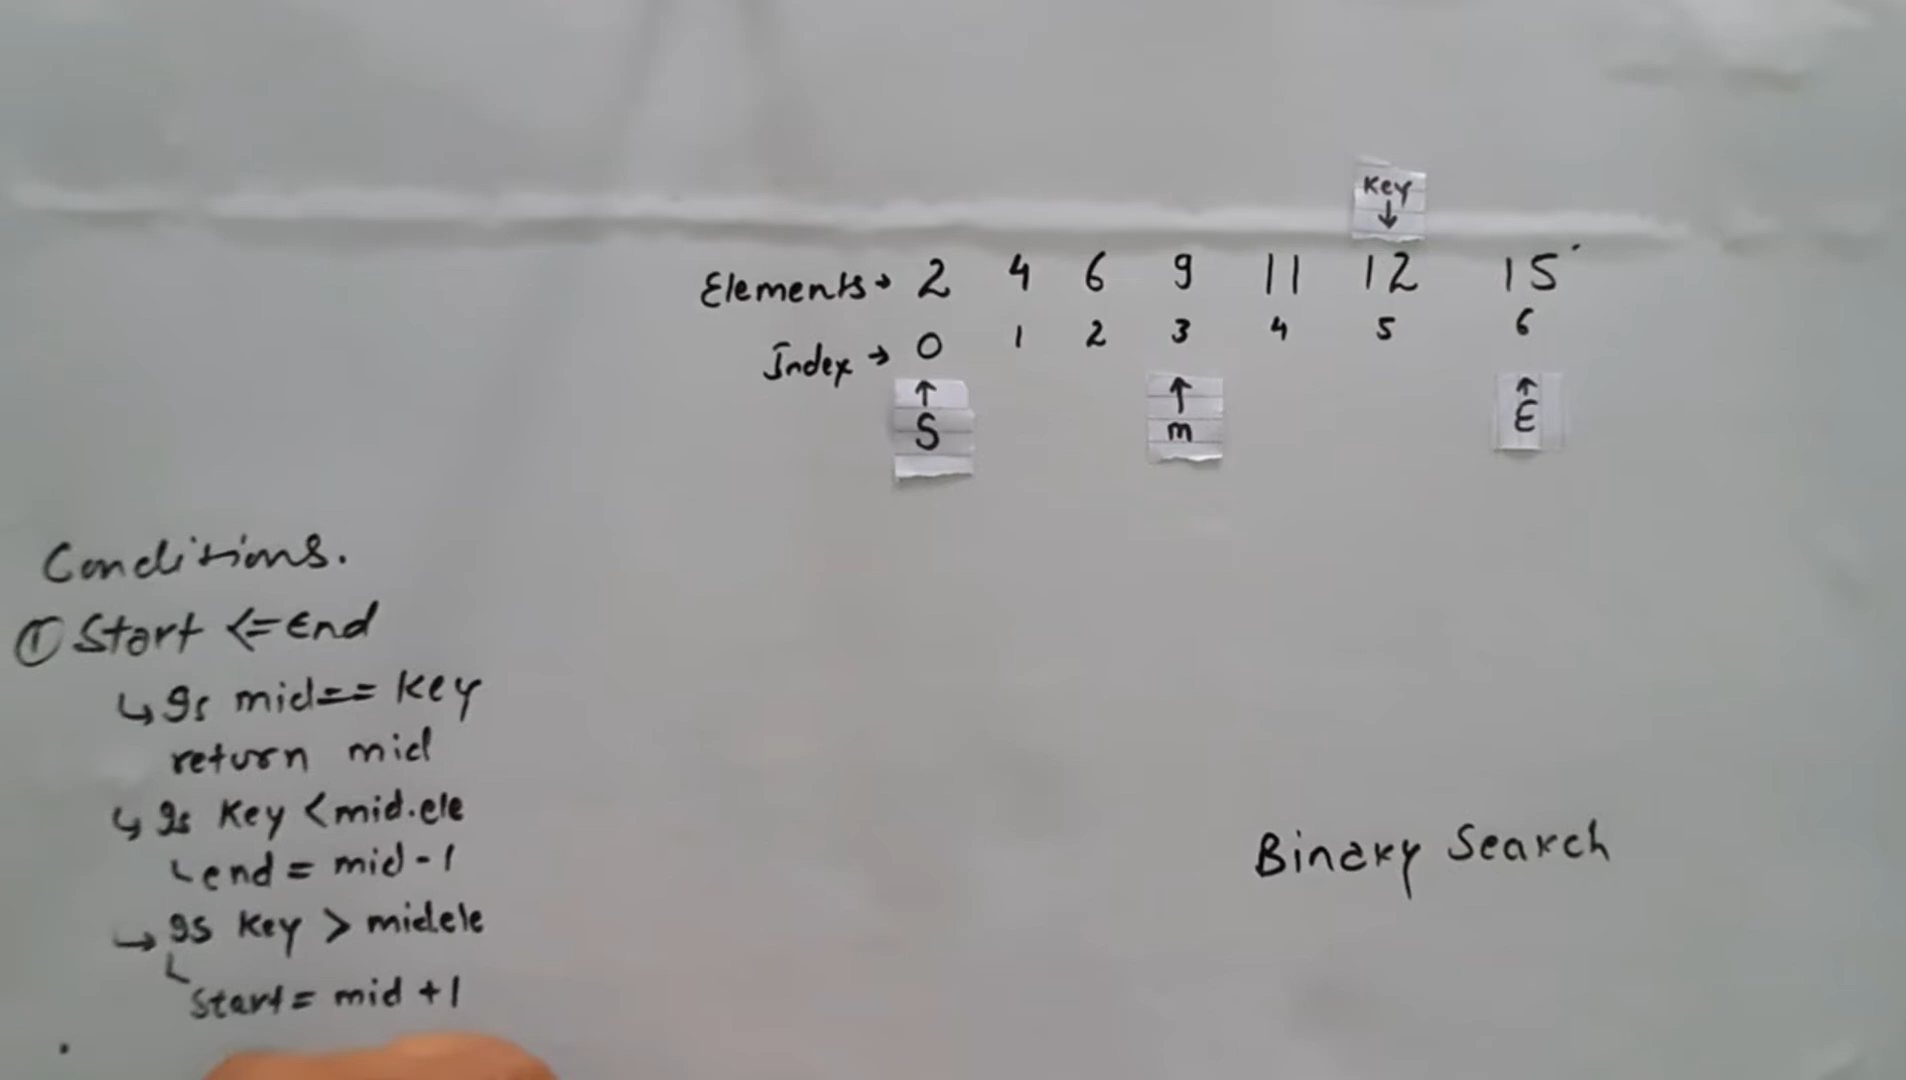 Key
↓
Elements → 2 4 6 9 11 12 15
Index → 0 1 2 3 4 5 6
↑ ↑ ↑
S m E
Conditions.
① Start <= End
↳ Is mid == key
return mid
↳ Is Key < mid.ele
end = mid - 1
→ Is Key > mid.ele
Start = mid + 1
Binary Search